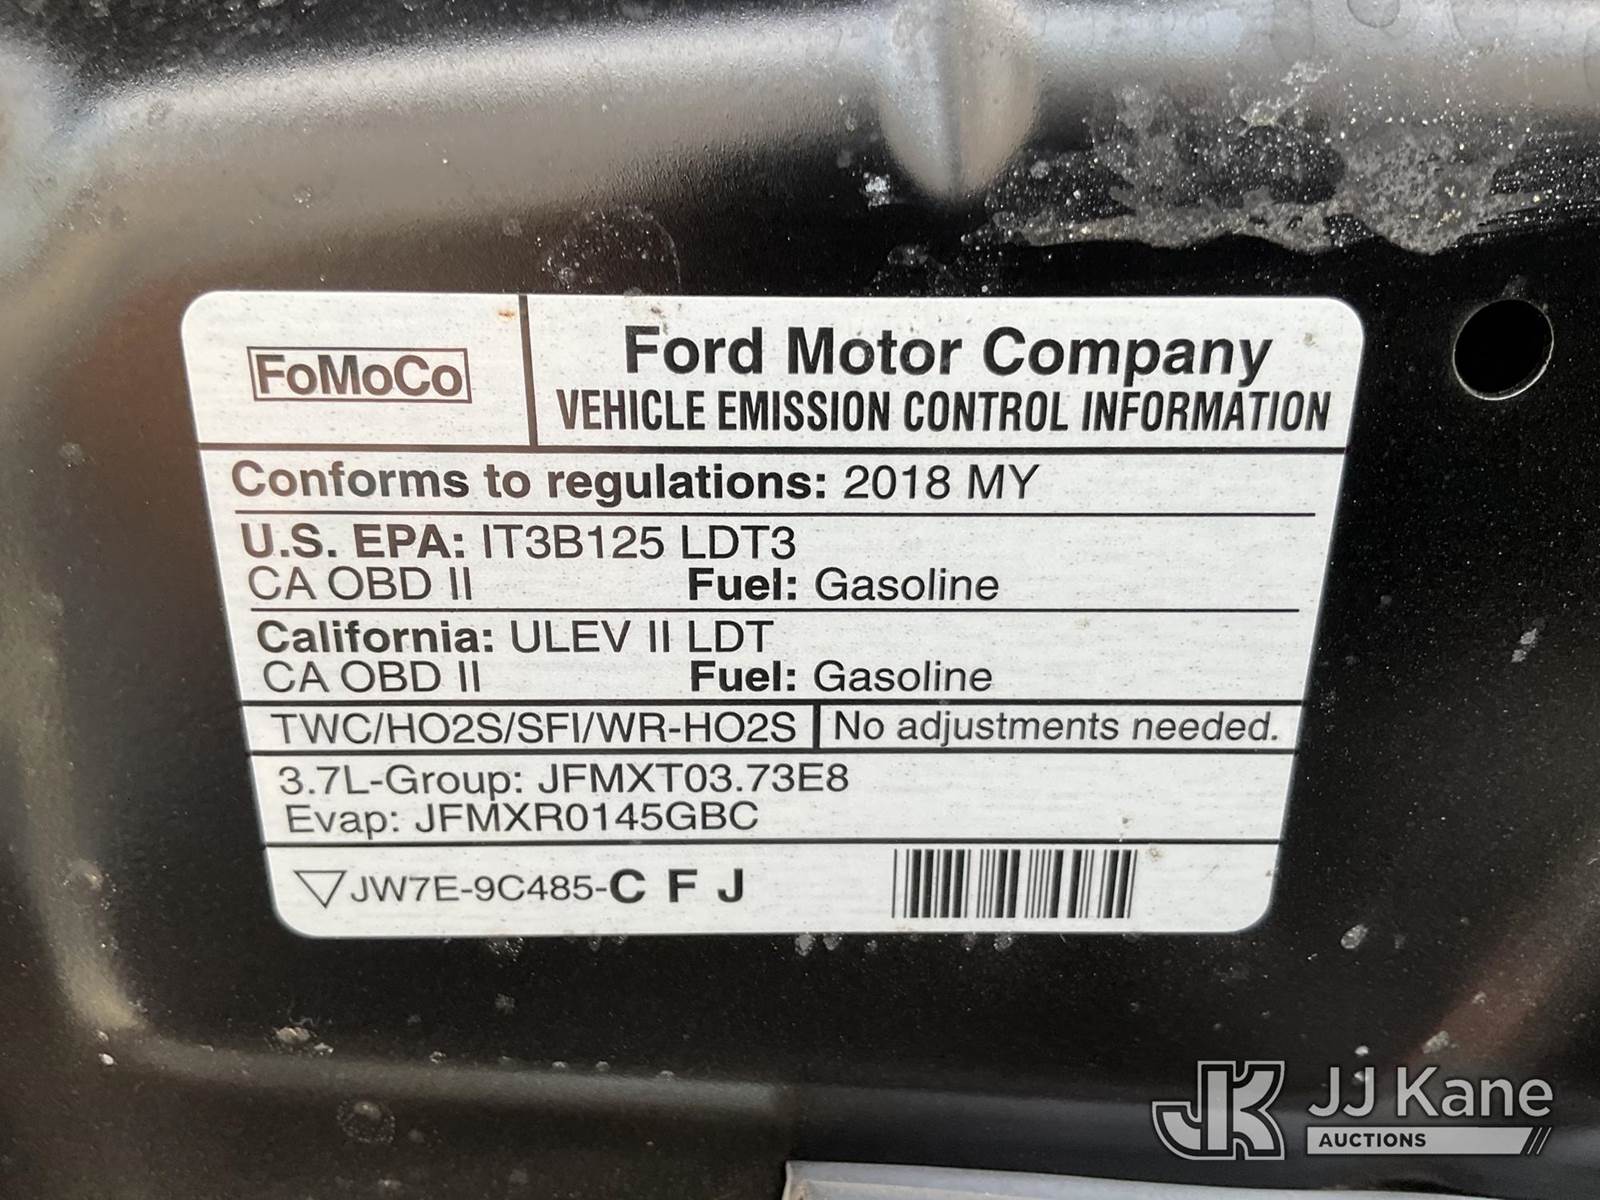 FoMoCo
Ford Motor Company
VEHICLE EMISSION CONTROL INFORMATION
Conforms to regulations: 2018 MY
U.S. EPA: IT3B125 LDT3
CA OBD II Fuel: Gasoline
California: ULEV II LDT
CA OBD II Fuel: Gasoline
TWC/HO2S/SFI/WR-HO2S No adjustments needed.
3.7L-Group: JFMXT03.73E8
Evap: JFMXR0145GBC
JW7E-9C485-C F J
JK JJ Kane
AUCTIONS